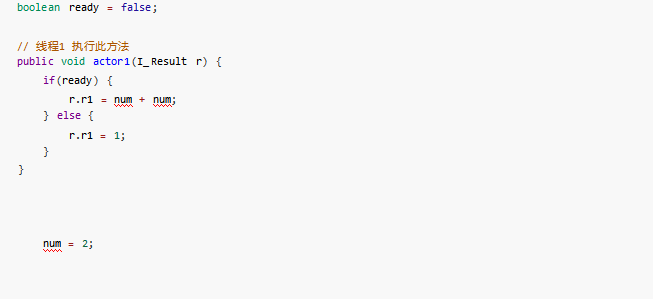 boolean ready = false;
// 线程1 执行此方法
public void actor1(I_Result r) {
if(ready) {
r.r1 = num + num;
} else {
r.r1 = 1;
}
}
num = 2;